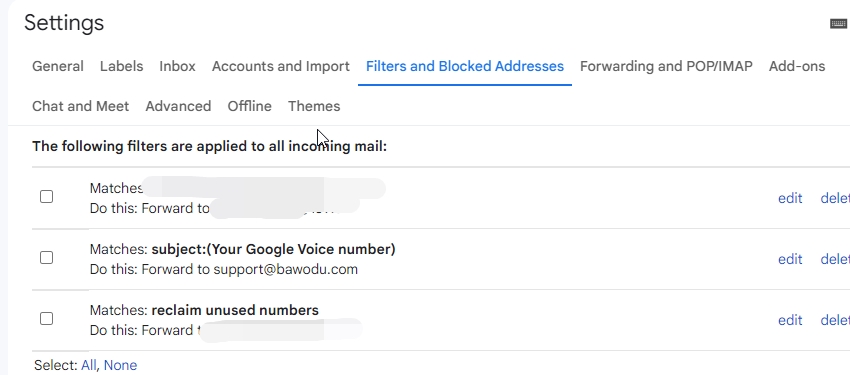 Settings
General Labels Inbox Accounts and Import Filters and Blocked Addresses Forwarding and POP/IMAP Add-ons
Chat and Meet Advanced Offline Themes
The following filters are applied to all incoming mail:
Matches
Do this: Forward to
edit delet
Matches: subject:(Your Google Voice number)
Do this: Forward to support@bawodu.com
edit delet
Matches: reclaim unused numbers
Do this: Forward t
edit delet
Select: All, None